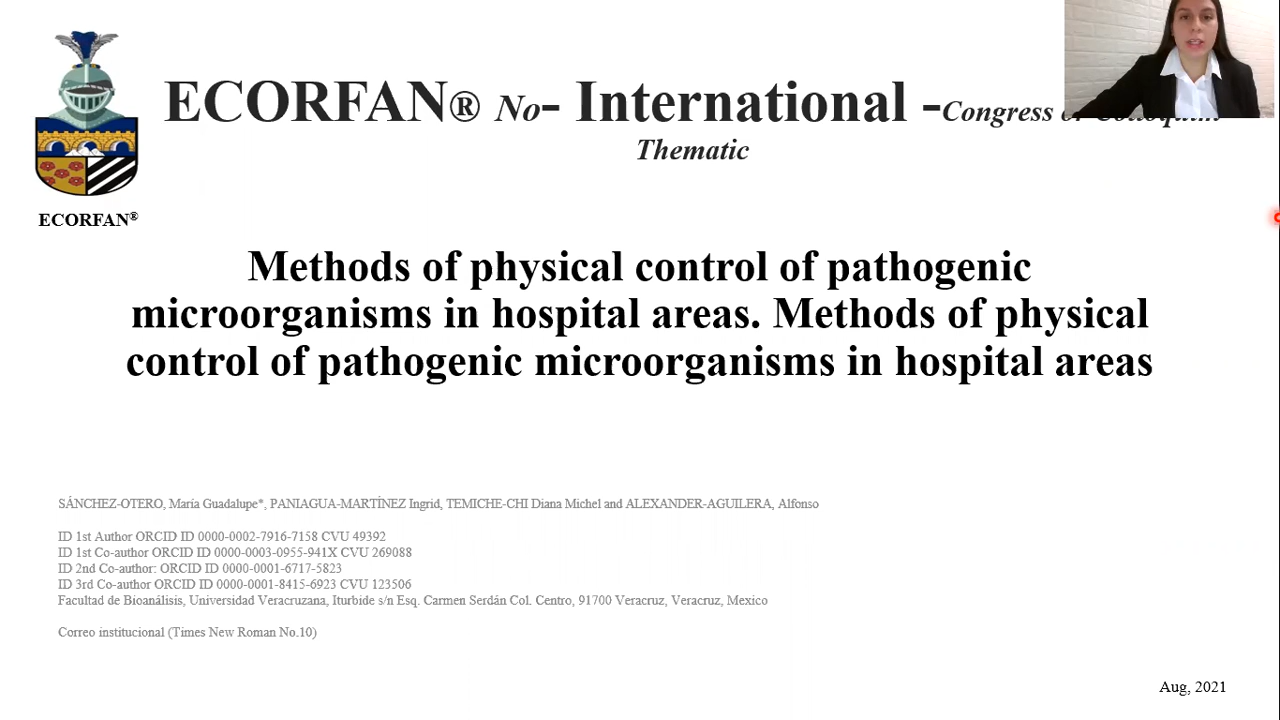 ECORFAN® No- International -Congress
Thematic
ECORFAN®
Methods of physical control of pathogenic
microorganisms in hospital areas. Methods of physical
control of pathogenic microorganisms in hospital areas
SÁNCHEZ-OTERO, María Guadalupe*, PANIAGUA-MARTÍNEZ Ingrid, TEMICHE-CHI Diana Michel and ALEXANDER-AGUILERA, Alfonso
ID 1st Author ORCID ID 0000-0002-7916-7158 CVU 49392
ID 1st Co-author ORCID ID 0000-0003-0955-941X CVU 269088
ID 2nd Co-author: ORCID ID 0000-0001-6717-5823
ID 3rd Co-author ORCID ID 0000-0001-8415-6923 CVU 123506
Facultad de Bioanálisis, Universidad Veracruzana, Iturbide s/n Esq. Carmen Serdán Col. Centro, 91700 Veracruz, Veracruz, Mexico
Correo institucional (Times New Roman No.10)
Aug, 2021